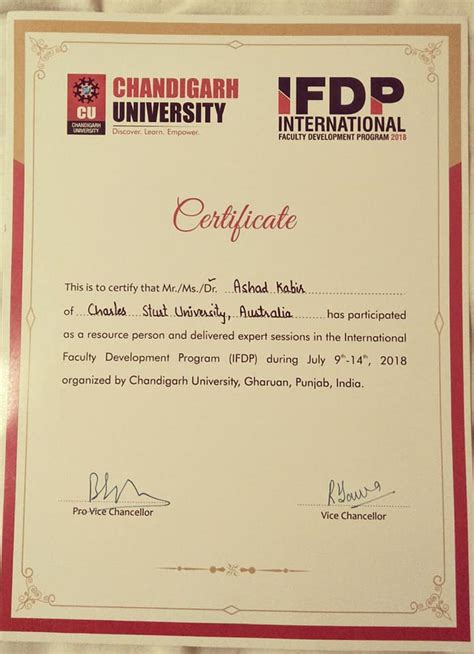 CHANDIGARH
UNIVERSITY
Discover. Learn. Empower.
CU
CHANDIGARH
UNIVERSITY
IFDP
INTERNATIONAL
FACULTY DEVELOPMENT PROGRAM 2018
Certificate
This is to certify that Mr./Ms./Dr. Ashad Kabir
of Charles Sturt University, Australia has participated
as a resource person and delivered expert sessions in the International
Faculty Development Program (IFDP) during July 9th-14th, 2018
organized by Chandigarh University, Gharuan, Punjab, India.
Pro Vice Chancellor
Vice Chancellor